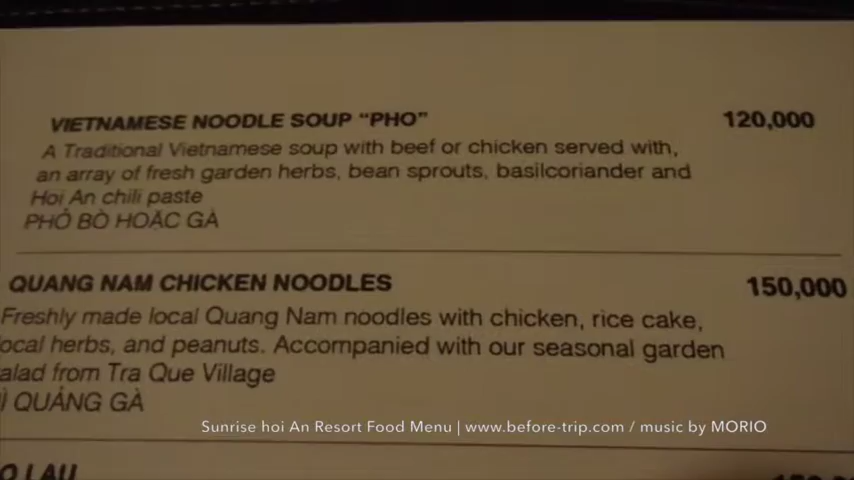 VIETNAMESE NOODLE SOUP "PHO" 120,000
A Traditional Vietnamese soup with beef or chicken served with,
an array of fresh garden herbs, bean sprouts, basilcoriander and
Hoi An chili paste
PHỞ BÒ HOẶC GÀ
QUANG NAM CHICKEN NOODLES 150,000
Freshly made local Quang Nam noodles with chicken, rice cake,
ocal herbs, and peanuts. Accompanied with our seasonal garden
alad from Tra Que Village
Ì QUẢNG GÀ
Sunrise hoi An Resort Food Menu | www.before-trip.com / music by MORIO
O LAU